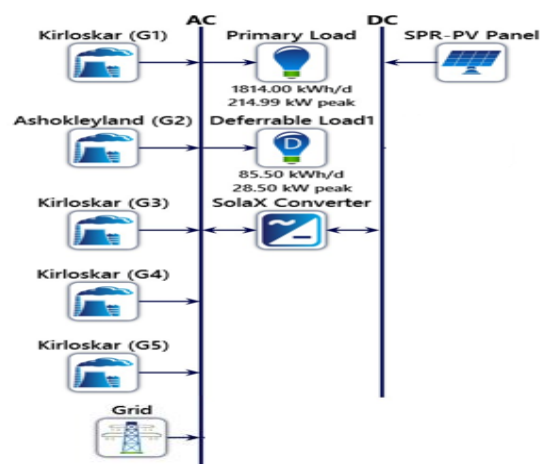 AC DC
Kirloskar (G1) Primary Load SPR-PV Panel
1814.00 kWh/d
214.99 kW peak
Ashokleyland (G2) Deferrable Load1
D
85.50 kWh/d
28.50 kW peak
Kirloskar (G3) SolaX Converter
Kirloskar (G4)
Kirloskar (G5)
Grid